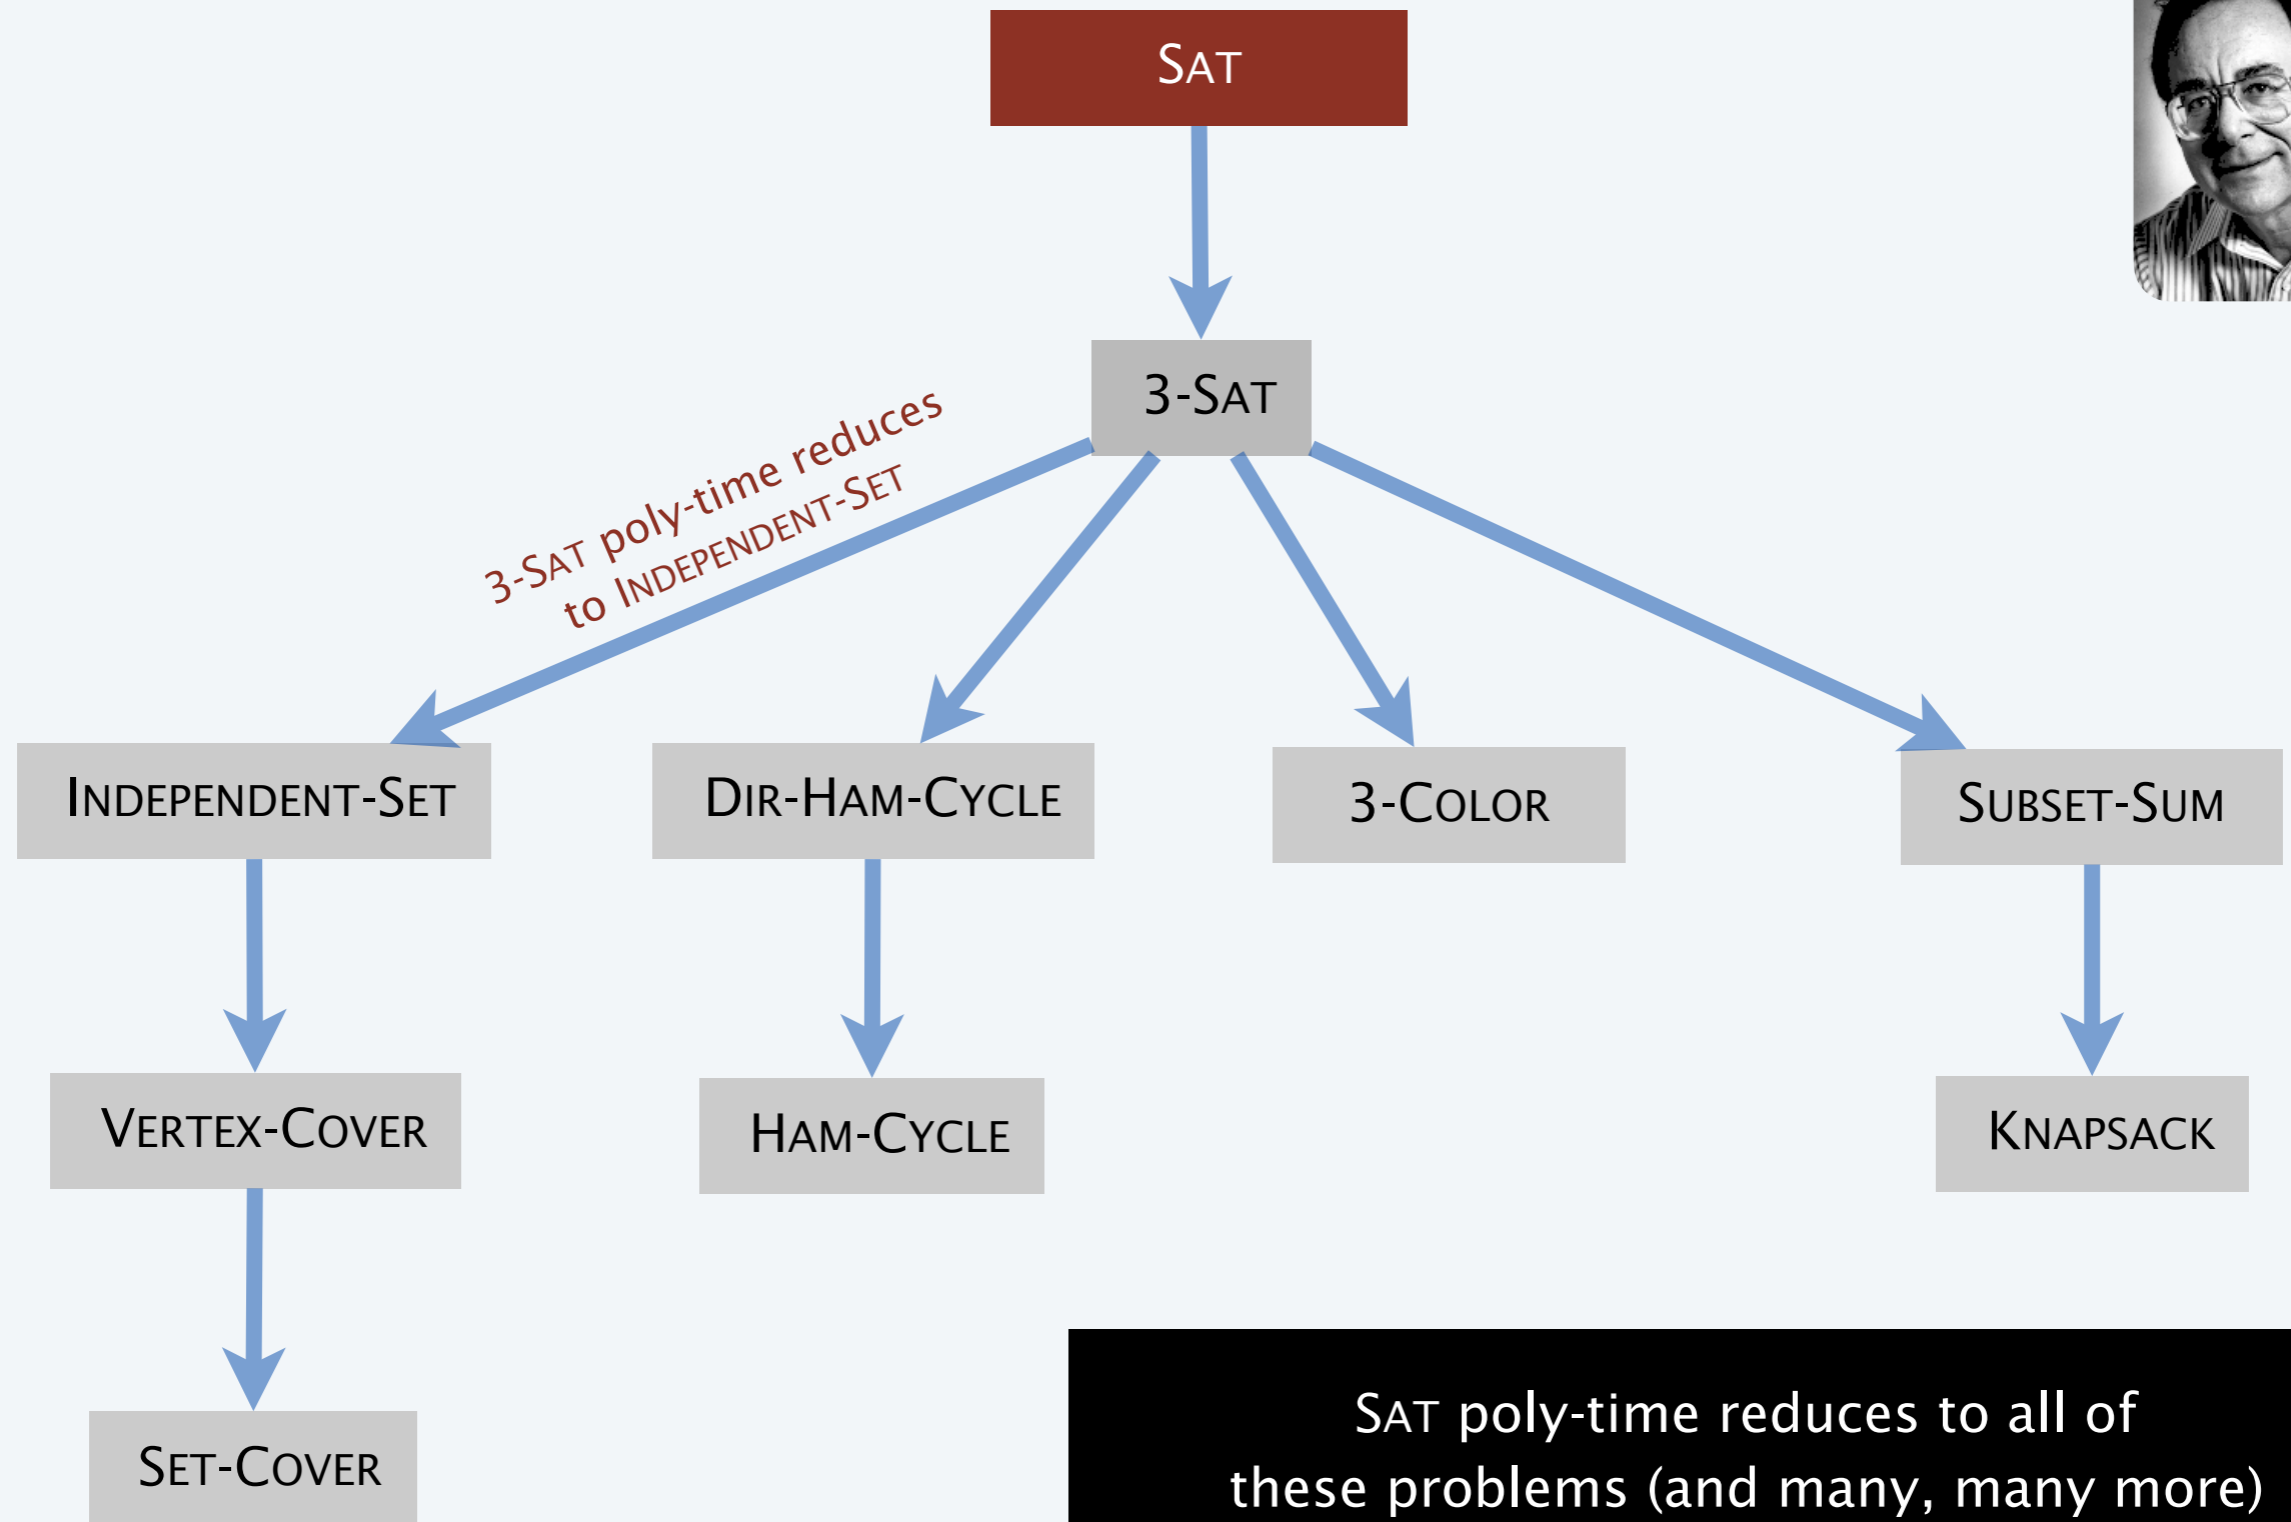 SAT
3-SAT
3-SAT poly-time reduces
to INDEPENDENT-SET
INDEPENDENT-SET
DIR-HAM-CYCLE
3-COLOR
SUBSET-SUM
VERTEX-COVER
HAM-CYCLE
KNAPSACK
SET-COVER
SAT poly-time reduces to all of
these problems (and many, many more)